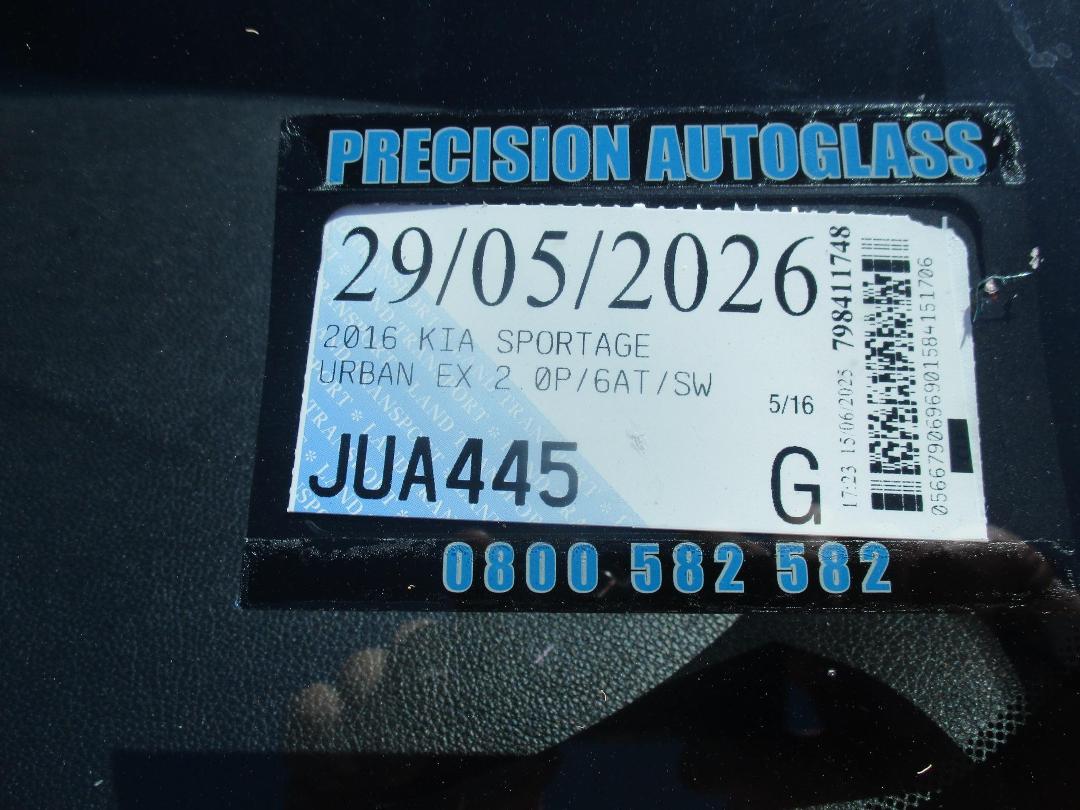 PRECISION AUTOGLASS
29/05/2026
2016 KIA SPORTAGE
URBAN EX 2.0P/6AT/SW
5/16
JUA445
G
17:23 15/06/2025 798411748
0566790696901584151706
0800 582 582